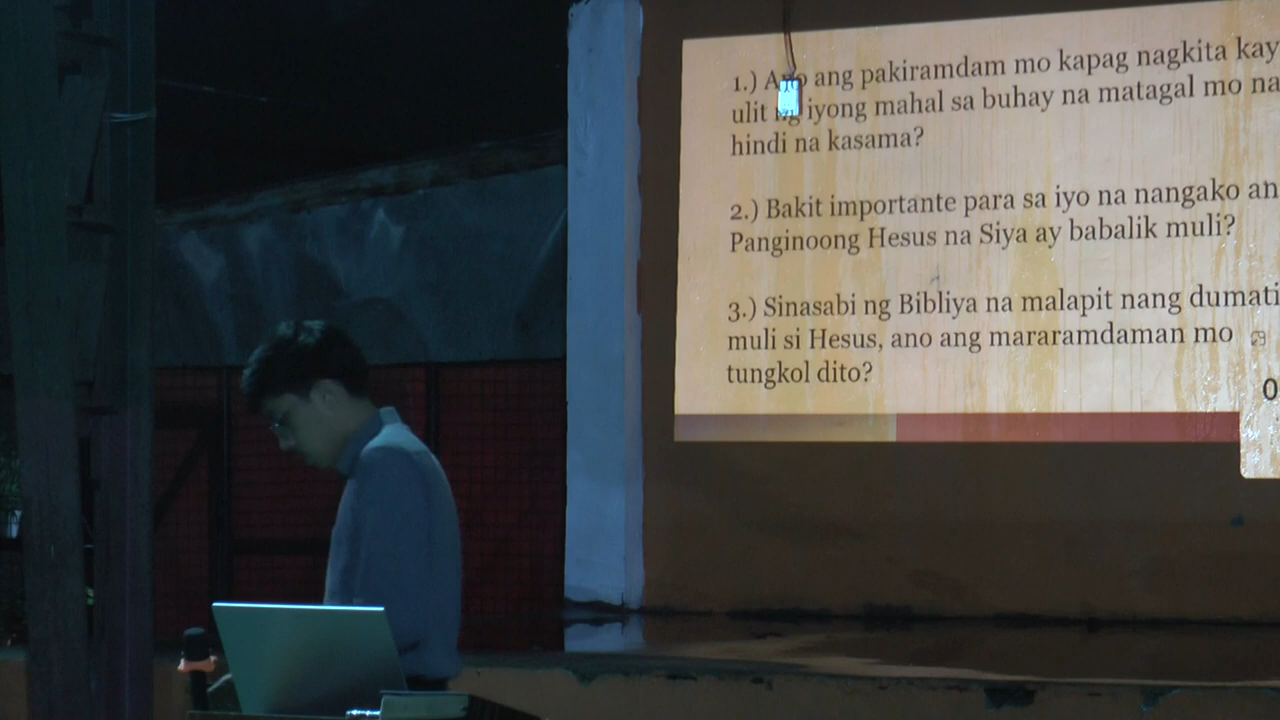 1.) Ano ang pakiramdam mo kapag nagkita kay
ulit ng iyong mahal sa buhay na matagal mo na
hindi na kasama?
2.) Bakit importante para sa iyo na nangako an
Panginoong Hesus na Siya ay babalik muli?
3.) Sinasabi ng Bibliya na malapit nang dumati
muli si Hesus, ano ang mararamdaman mo
tungkol dito?
0